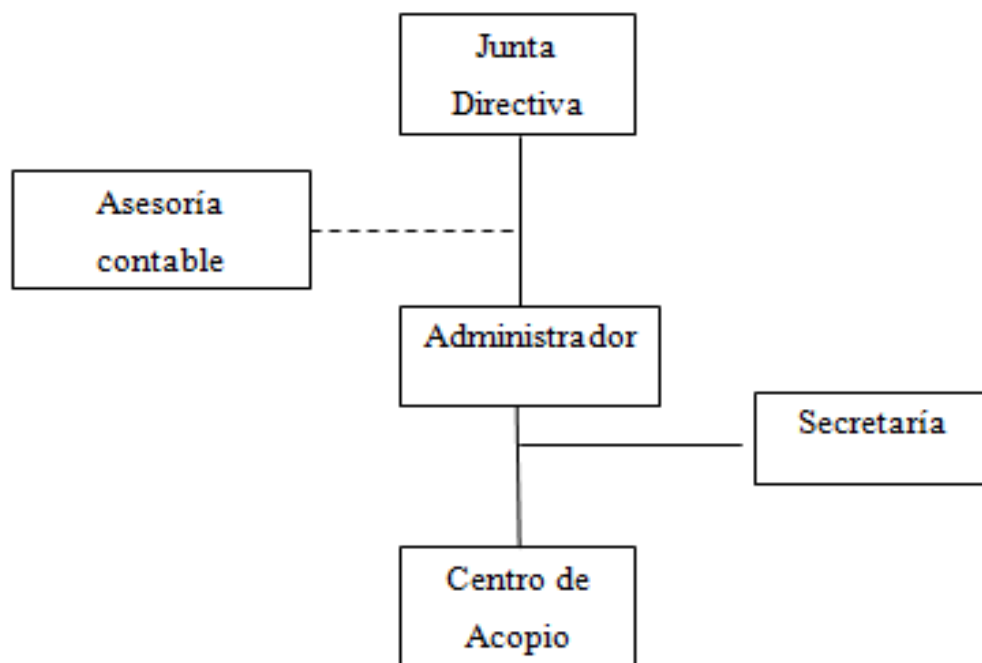 Junta
Directiva
Asesoría
contable
Administrador
Secretaría
Centro de
Acopio